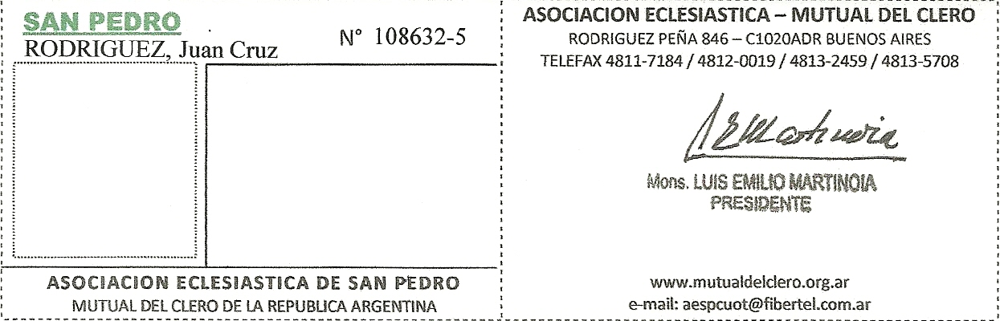 SAN PEDRO
RODRIGUEZ, Juan Cruz
N° 108632-5
ASOCIACION ECLESIASTICA DE SAN PEDRO
MUTUAL DEL CLERO DE LA REPUBLICA ARGENTINA
ASOCIACION ECLESIASTICA – MUTUAL DEL CLERO
RODRIGUEZ PEÑA 846 – C1020ADR BUENOS AIRES
TELEFAX 4811-7184 / 4812-0019 / 4813-2459 / 4813-5708
Mons. LUIS EMILIO MARTINOIA
PRESIDENTE
www.mutualdelclero.org.ar
e-mail: aespcuot@fibertel.com.ar